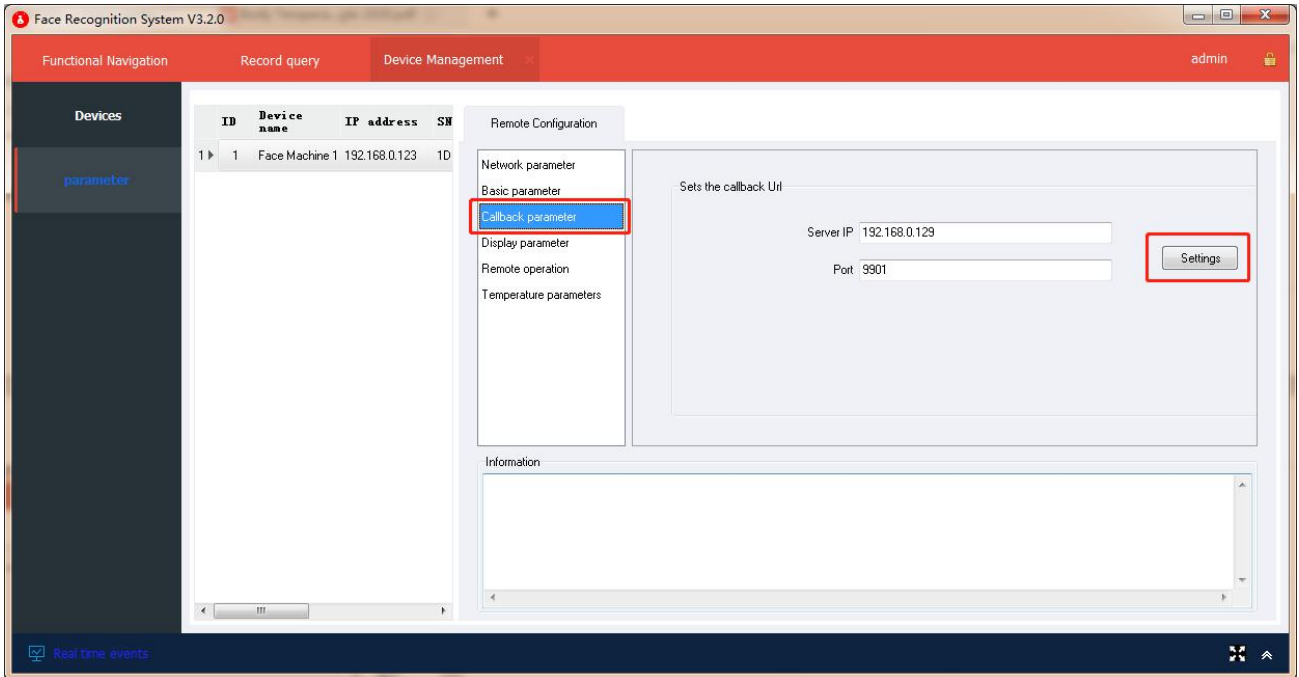 Face Recognition System V3.2.0
Functional Navigation
Record query
Device Management
admin
Devices
parameter
ID Device name IP address SN
1 1 Face Machine 1 192.168.0.123 1D
Remote Configuration
Network parameter
Basic parameter
Callback parameter
Display parameter
Remote operation
Temperature parameters
Sets the callback Url
Server IP 192.168.0.129
Port 9901
Settings
Information
Real time events